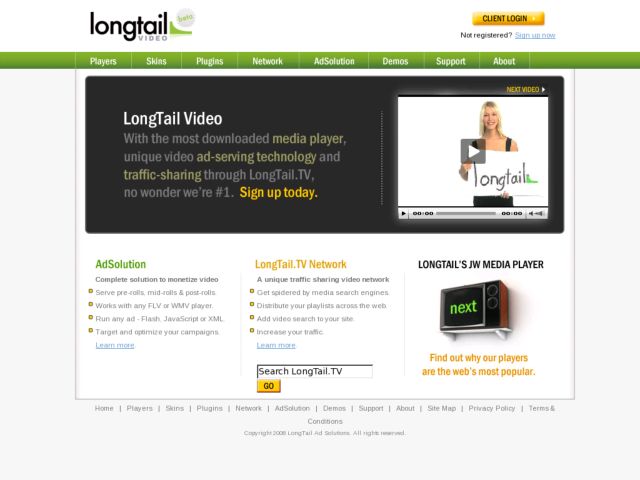 longtail beta
VIDEO
CLIENT LOGIN
Not registered? Sign up now
Players Skins Plugins Network AdSolution Demos Support About
NEXT VIDEO
LongTail Video
With the most downloaded media player,
unique video ad-serving technology and
traffic-sharing through LongTail.TV,
no wonder we're #1. Sign up today.
longtail
00:00 00:00
AdSolution
Complete solution to monetize video
Serve pre-rolls, mid-rolls & post-rolls.
Works with any FLV or WMV player.
Run any ad - Flash, JavaScript or XML.
Target and optimize your campaigns.
Learn more.
LongTail.TV Network
A unique traffic sharing video network
Get spidered by media search engines.
Distribute your playlists across the web.
Add video search to your site.
Increase your traffic.
Learn more.
Search LongTail.TV
GO
LONGTAIL'S JW MEDIA PLAYER
next
Find out why our players
are the web's most popular.
Home | Players | Skins | Plugins | Network | AdSolution | Demos | Support | About | Site Map | Privacy Policy | Terms &
Conditions
Copyright 2008 LongTail Ad Solutions. All rights reserved.